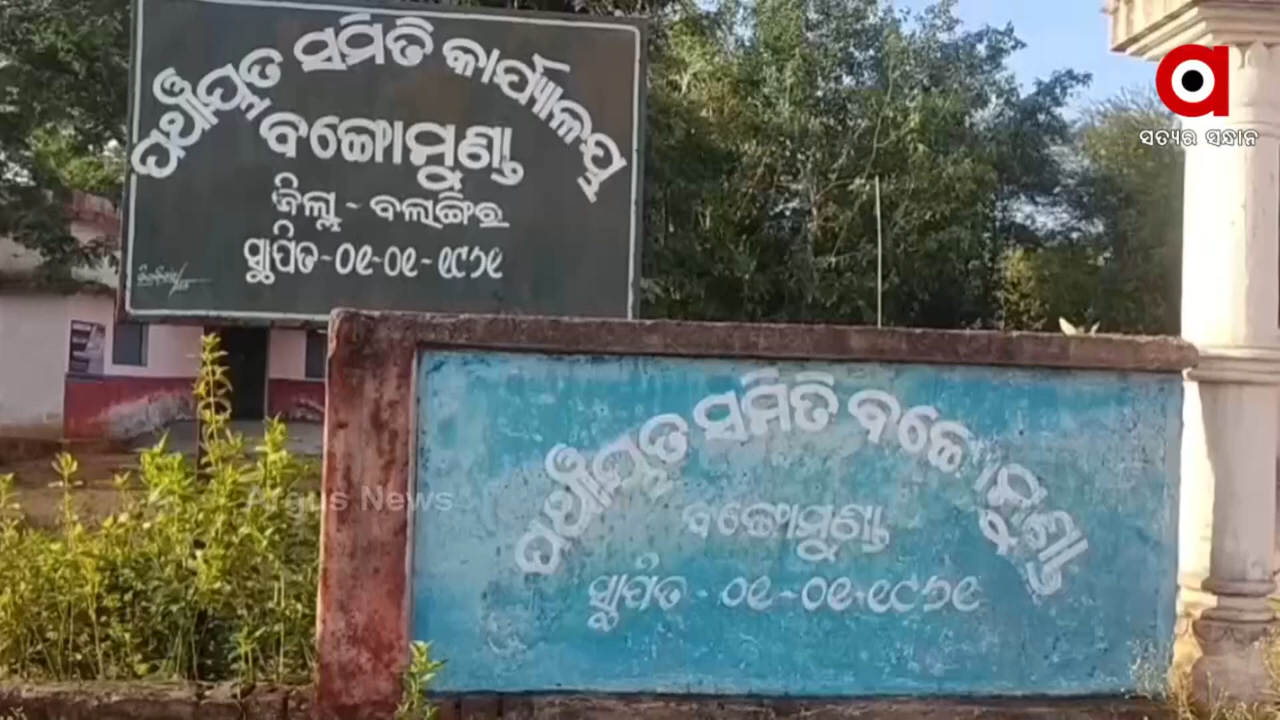 ପଞ୍ଚାୟତ ସମିତି କାର୍ଯ୍ୟାଳୟ
ବଙ୍ଗୋମୁଣ୍ଡା
ଜିଲ୍ଲା - ବଲାଙ୍ଗିର
ସ୍ଥାପିତ - ୦୧-୦୧-୧୯୬୧
ସତ୍ୟର ସନ୍ଧାନ
ପଞ୍ଚାୟତ ସମିତି ବଙ୍ଗୋମୁଣ୍ଡା
ବଙ୍ଗୋମୁଣ୍ଡା
ସ୍ଥାପିତ - ୦୧-୦୧-୧୯୬୧
Argus News